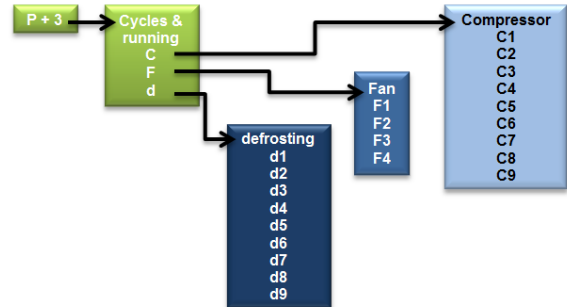 P + 3
Cycles &
running
C
F
d
Compressor
C1
C2
C3
C4
C5
C6
C7
C8
C9
Fan
F1
F2
F3
F4
defrosting
d1
d2
d3
d4
d5
d6
d7
d8
d9